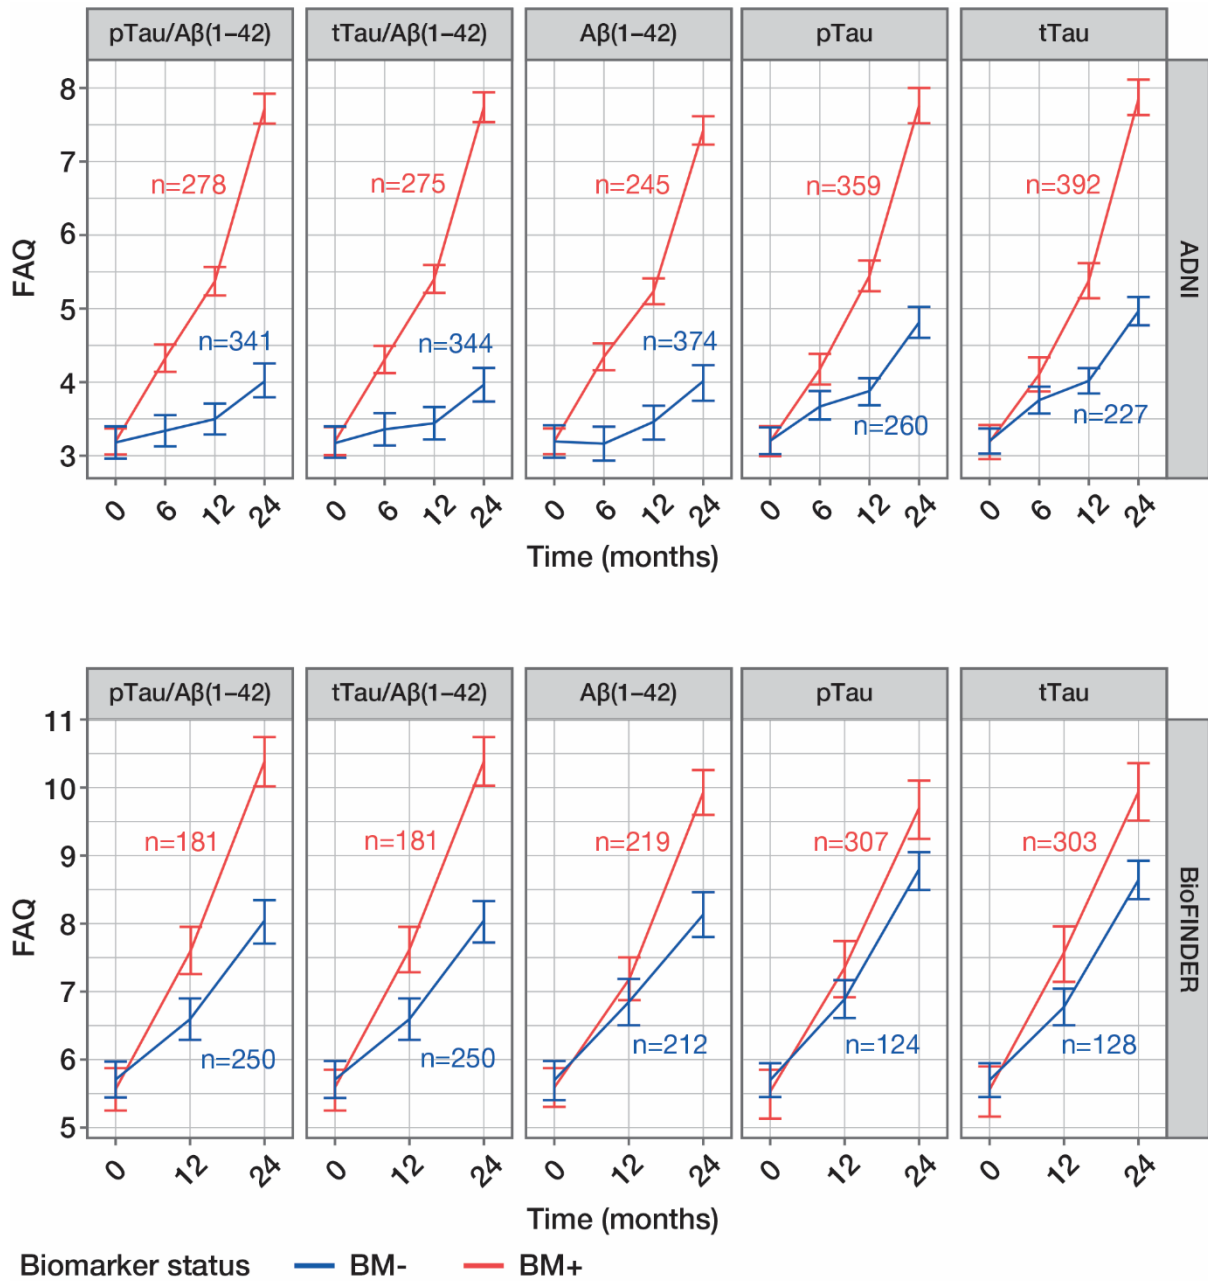 pTau/Aβ(1–42) tTau/Aβ(1–42) Aβ(1–42) pTau tTau
8
7
6
5
4
3
FAQ
n=278 n=275 n=245 n=359 n=392
n=341 n=344 n=374 n=260 n=227
ADNI
0 6 12 24 0 6 12 24 0 6 12 24 0 6 12 24 0 6 12 24
Time (months)
pTau/Aβ(1–42) tTau/Aβ(1–42) Aβ(1–42) pTau tTau
11
10
9
8
7
6
5
FAQ
n=181 n=181 n=219 n=307 n=303
n=250 n=250 n=212 n=124 n=128
BioFINDER
0 12 24 0 12 24 0 12 24 0 12 24 0 12 24
Time (months)
Biomarker status BM- BM+